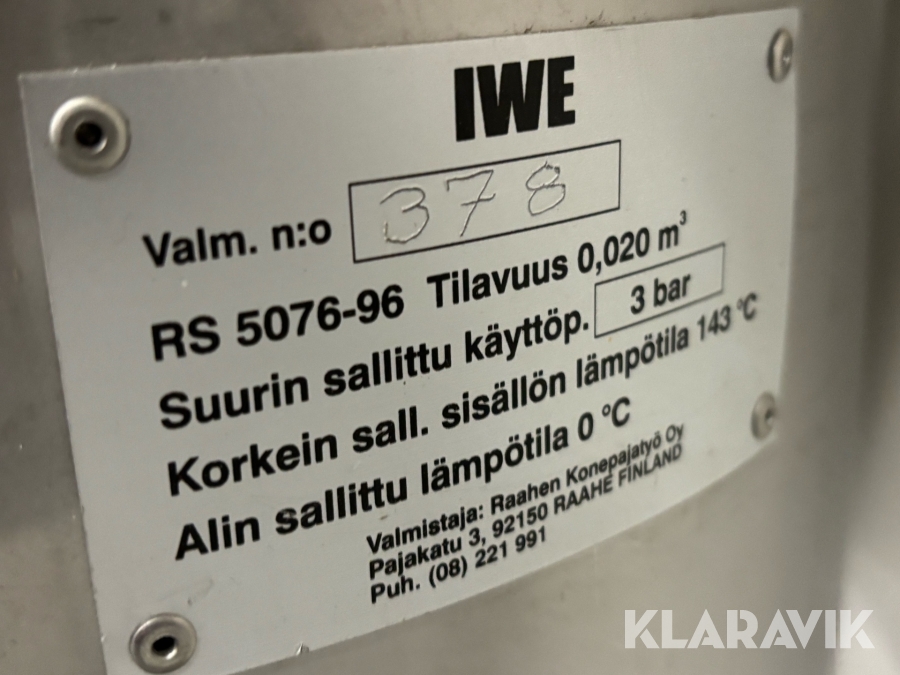 IWE
Valm. n:o 378
RS 5076-96 Tilavuus 0,020 m³
Suurin sallittu käyttöp. 3 bar
Korkein sall. sisällön lämpötila 143 °C
Alin sallittu lämpötila 0 °C
Valmistaja: Raahen Konepajatyö Oy
Pajakatu 3, 92150 RAAHE FINLAND
Puh. (08) 221 991
KLARAVIK